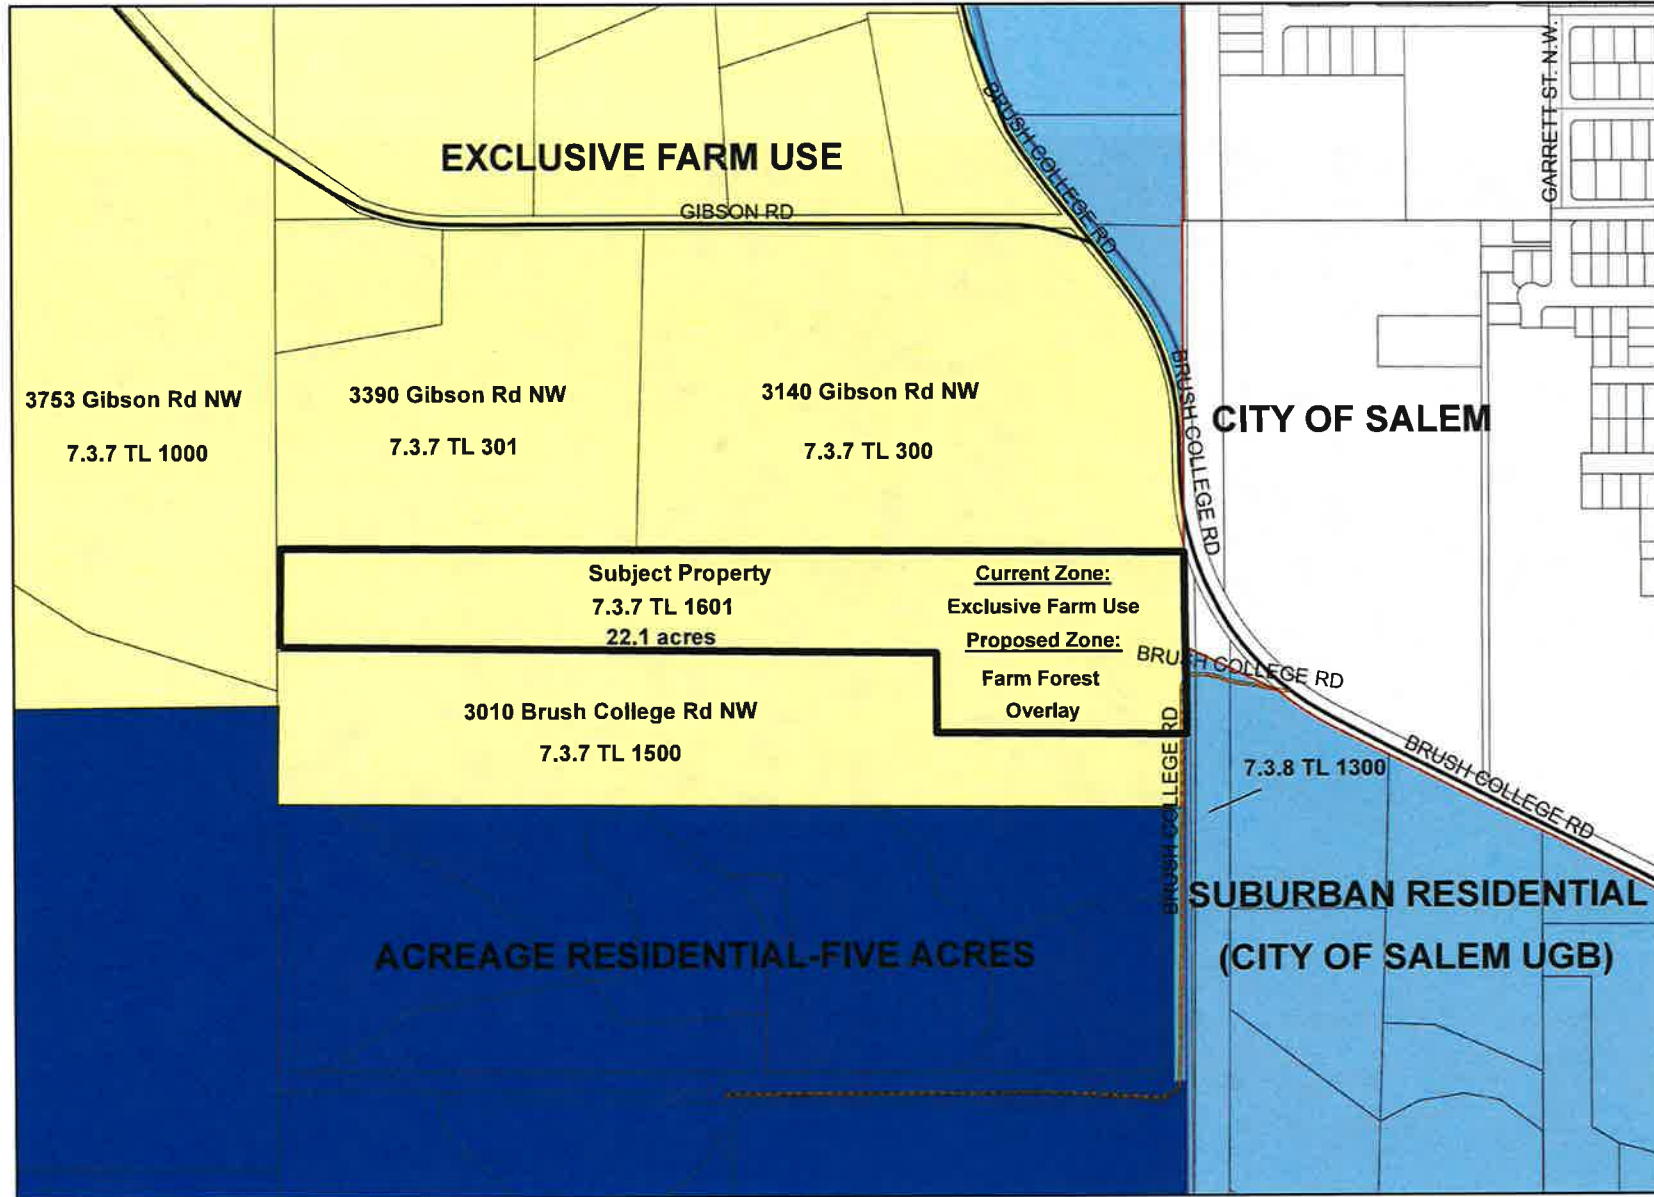 GARRETT ST. N.W.
BRUSH COLLEGE RD
EXCLUSIVE FARM USE
GIBSON RD
3753 Gibson Rd NW
7.3.7 TL 1000
3390 Gibson Rd NW
7.3.7 TL 301
3140 Gibson Rd NW
7.3.7 TL 300
BRUSH COLLEGE RD
CITY OF SALEM
Subject Property
7.3.7 TL 1601
22.1 acres
Current Zone:
Exclusive Farm Use
Proposed Zone:
Farm Forest
Overlay
BRUSH COLLEGE RD
3010 Brush College Rd NW
7.3.7 TL 1500
BRUSH COLLEGE RD
7.3.8 TL 1300
BRUSH COLLEGE RD
SUBURBAN RESIDENTIAL
(CITY OF SALEM UGB)
ACREAGE RESIDENTIAL-FIVE ACRES